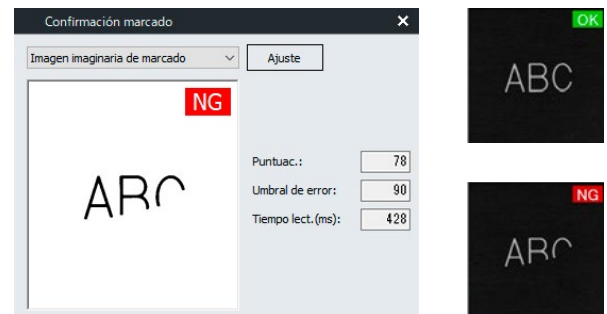 Confirmación marcado
Imagen imaginaria de marcado
Ajuste
NG
ABC
Puntuac.: 78
Umbral de error: 90
Tiempo lect.(ms): 428
OK
ABC
NG
ABC